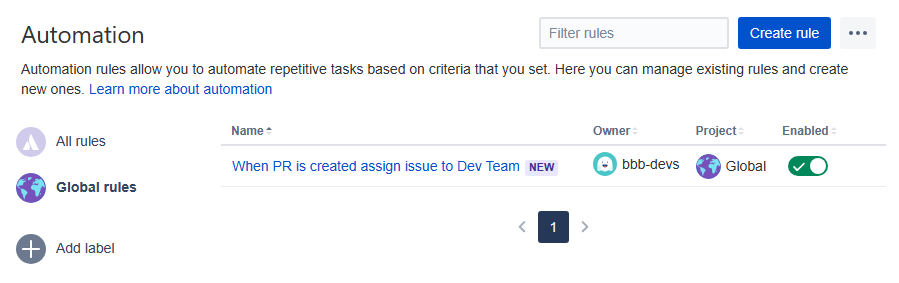 Automation
Filter rules
Create rule
Automation rules allow you to automate repetitive tasks based on criteria that you set. Here you can manage existing rules and create
new ones. Learn more about automation
All rules
Global rules
Add label
Name Owner Project Enabled
When PR is created assign issue to Dev Team NEW bbb-devs Global
1